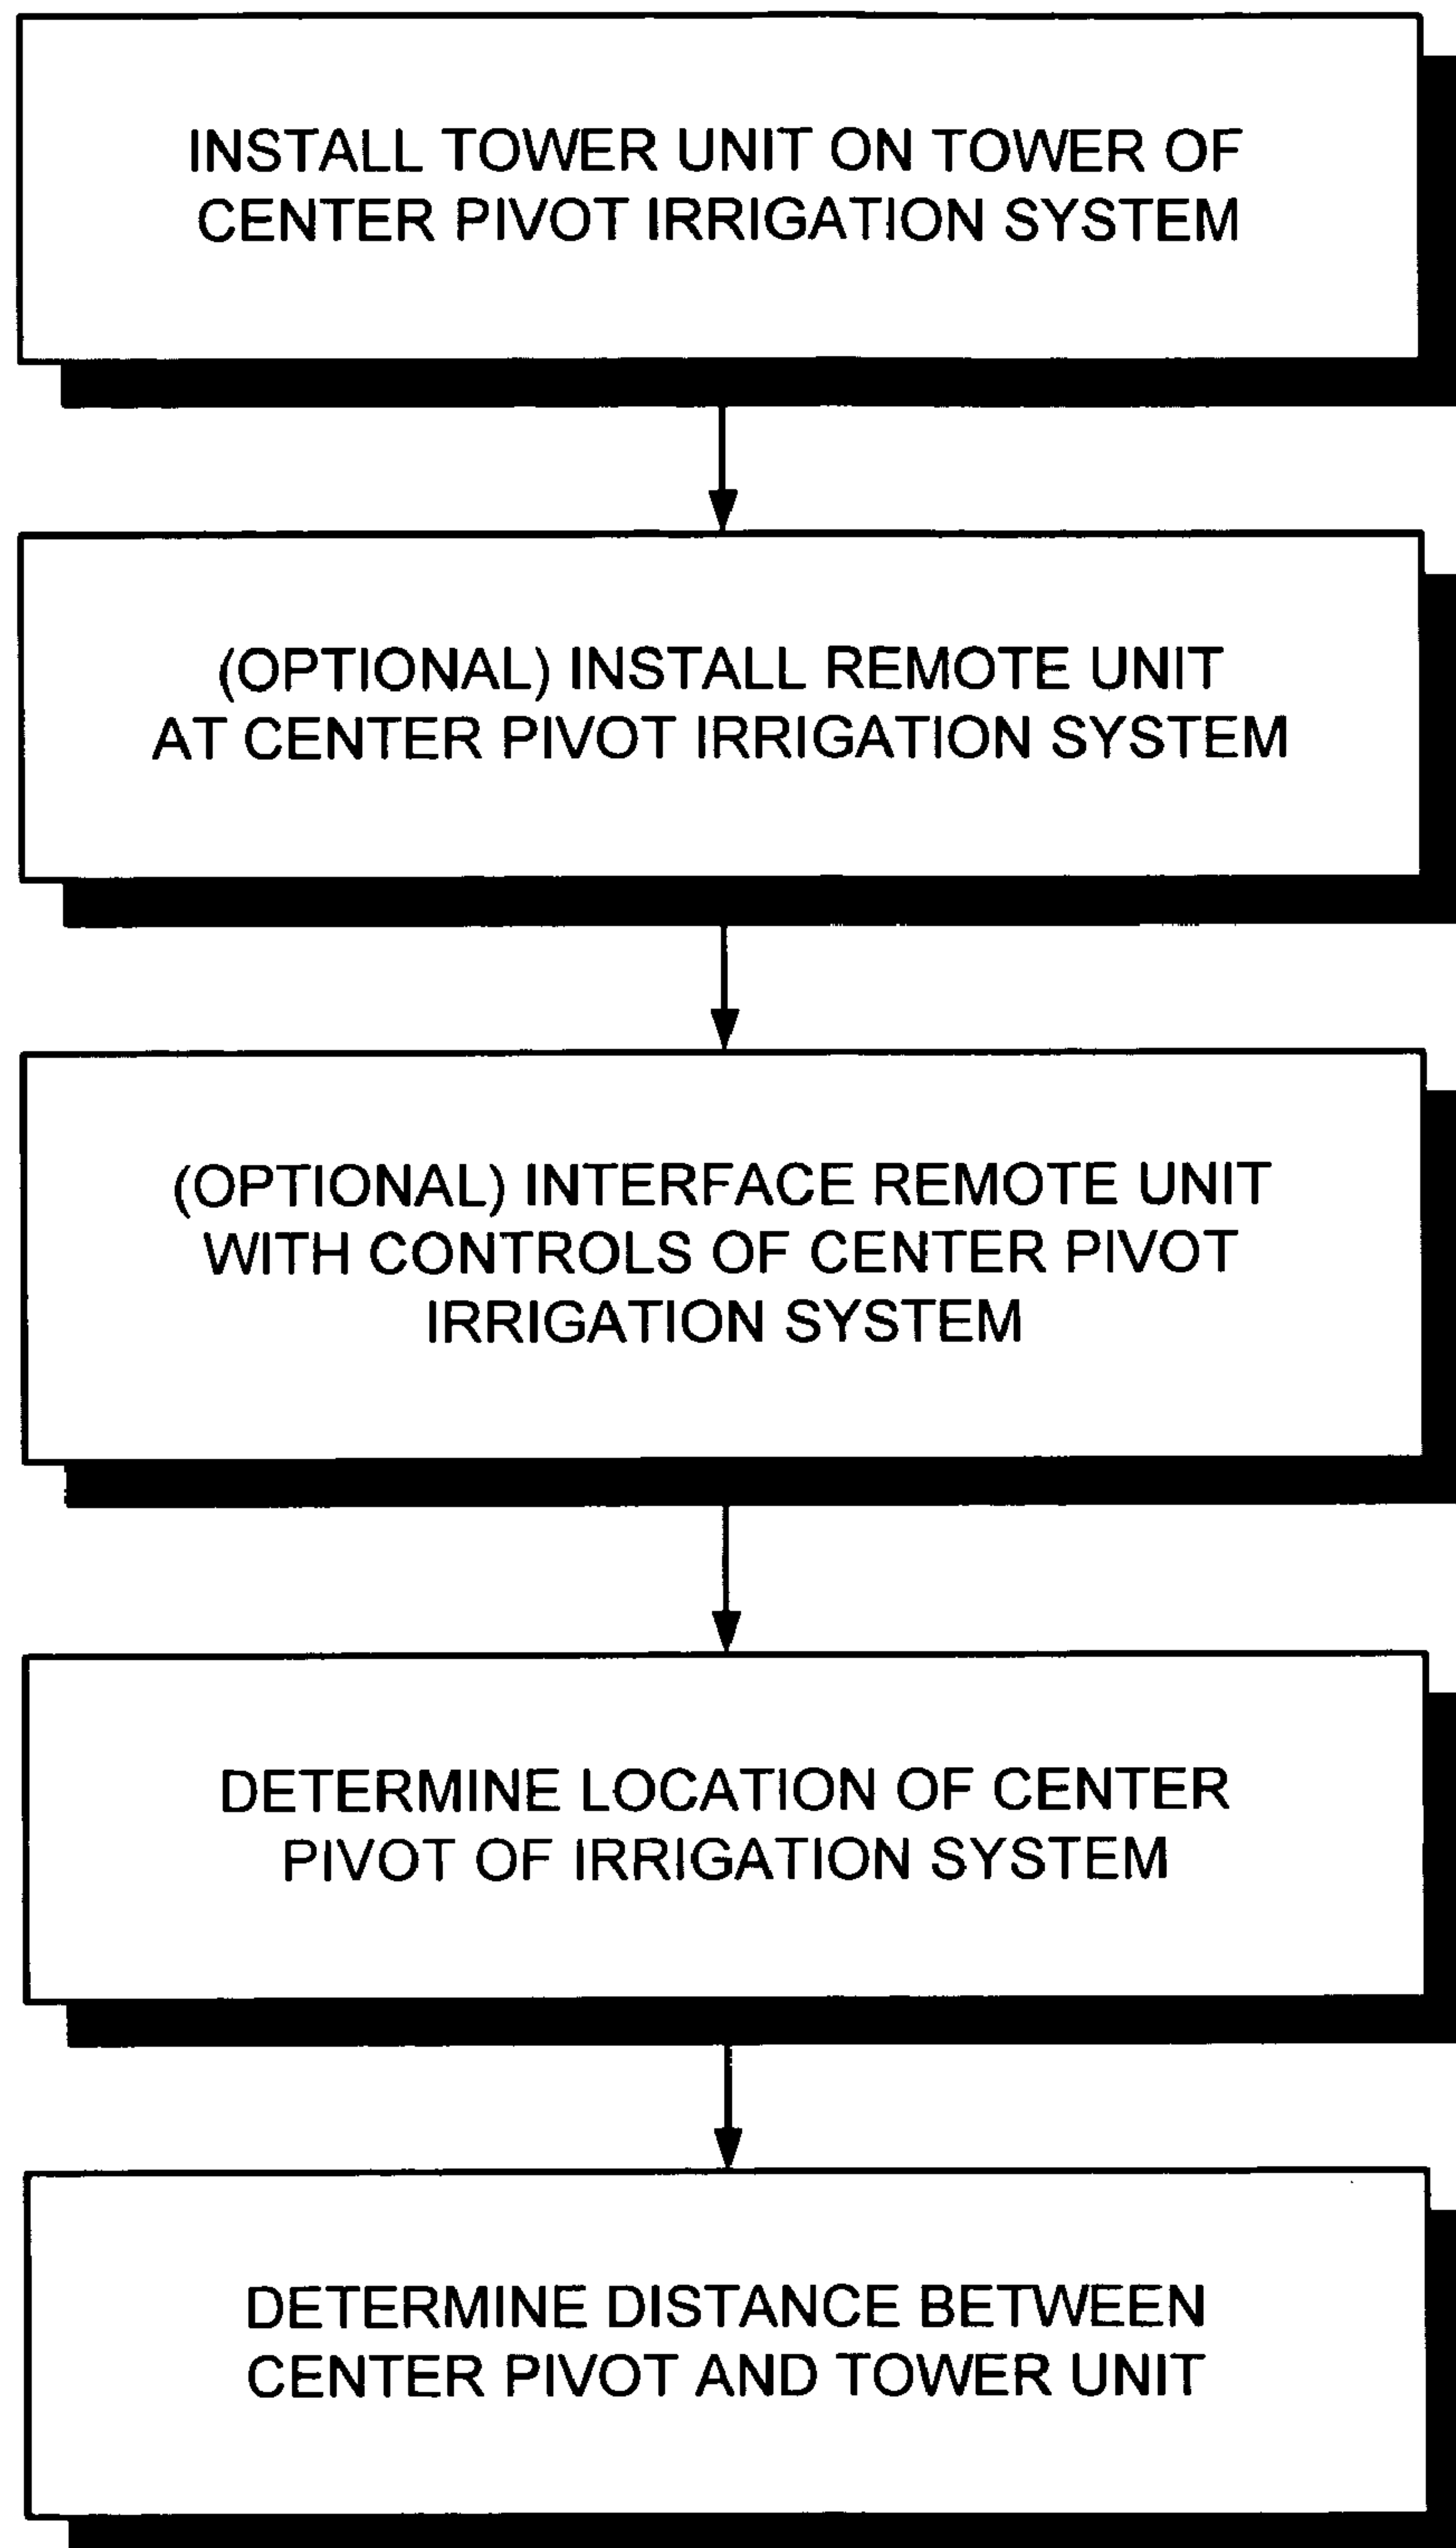 INSTALL TOWER UNIT ON TOWER OF
CENTER PIVOT IRRIGATION SYSTEM
(OPTIONAL) INSTALL REMOTE UNIT
AT CENTER PIVOT IRRIGATION SYSTEM
(OPTIONAL) INTERFACE REMOTE UNIT
WITH CONTROLS OF CENTER PIVOT
IRRIGATION SYSTEM
DETERMINE LOCATION OF CENTER
PIVOT OF IRRIGATION SYSTEM
DETERMINE DISTANCE BETWEEN
CENTER PIVOT AND TOWER UNIT